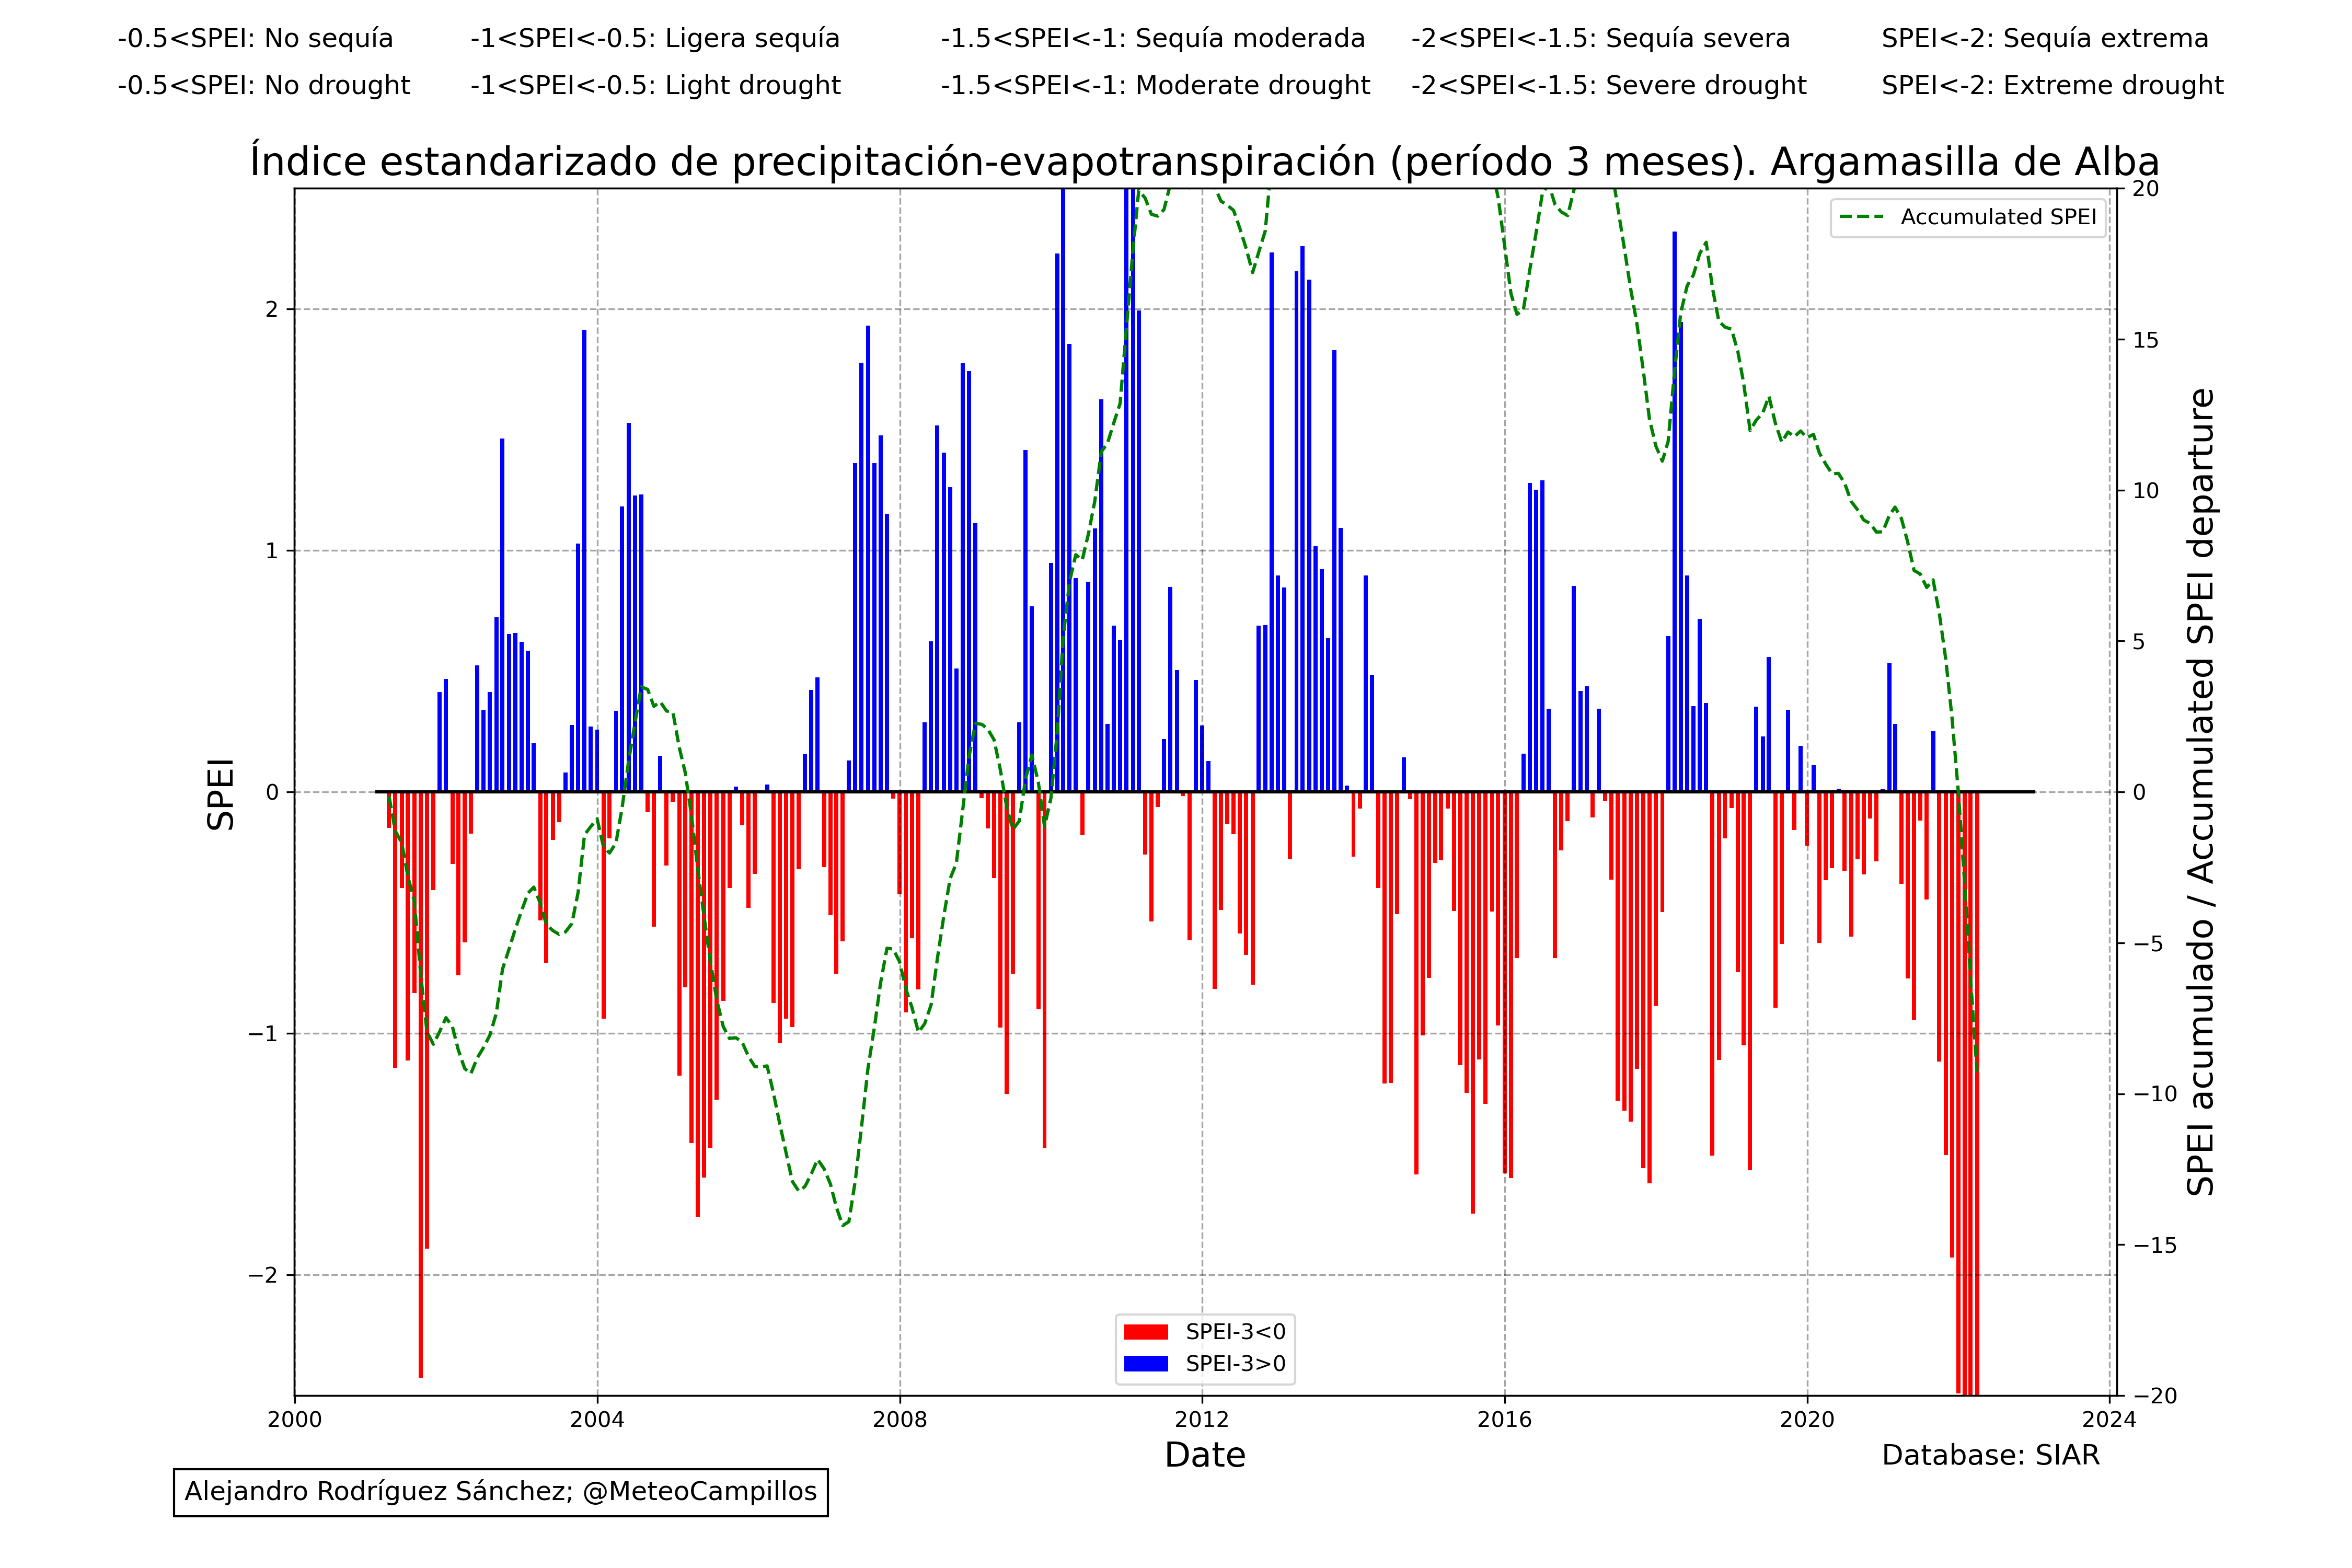 -0.5<SPEI: No sequía -1<SPEI<-0.5: Ligera sequía -1.5<SPEI<-1: Sequía moderada -2<SPEI<-1.5: Sequía severa SPEI<-2: Sequía extrema
-0.5<SPEI: No drought -1<SPEI<-0.5: Light drought -1.5<SPEI<-1: Moderate drought -2<SPEI<-1.5: Severe drought SPEI<-2: Extreme drought
Índice estandarizado de precipitación-evapotranspiración (período 3 meses). Argamasilla de Alba
Accumulated SPEI
SPEI
2
1
0
−1
−2
20
15
10
5
0
−5
−10
−15
−20
SPEI acumulado / Accumulated SPEI departure
SPEI-3<0
SPEI-3>0
2000 2004 2008 2012 2016 2020 2024
Date
Database: SIAR
Alejandro Rodríguez Sánchez; @MeteoCampillos